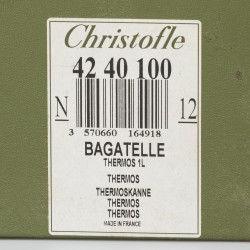 Christofle
42 40 100
N 12
3 570660 164918
BAGATELLE
THERMOS 1L
THERMOS
THERMOSKANNE
THERMOS
THERMOS
MADE IN FRANCE